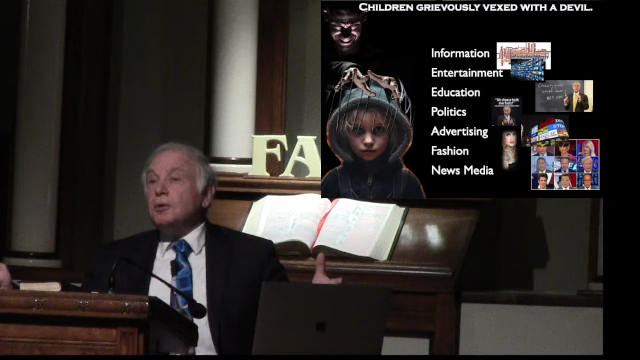 Children grievously vexed with a devil.
Information
Entertainment
Education
Politics
Advertising
Fashion
News Media
FA